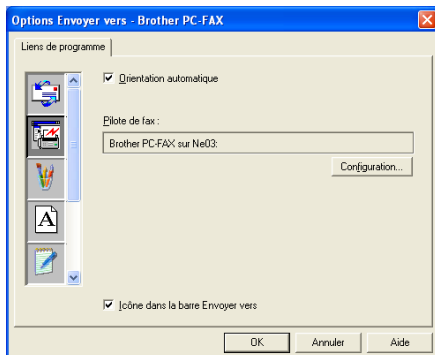 Options Envoyer vers - Brother PC-FAX
Liens de programme
Orientation automatique
Pilote de fax :
Brother PC-FAX sur Ne03:
Configuration...
A
Icône dans la barre Envoyer vers
OK Annuler Aide